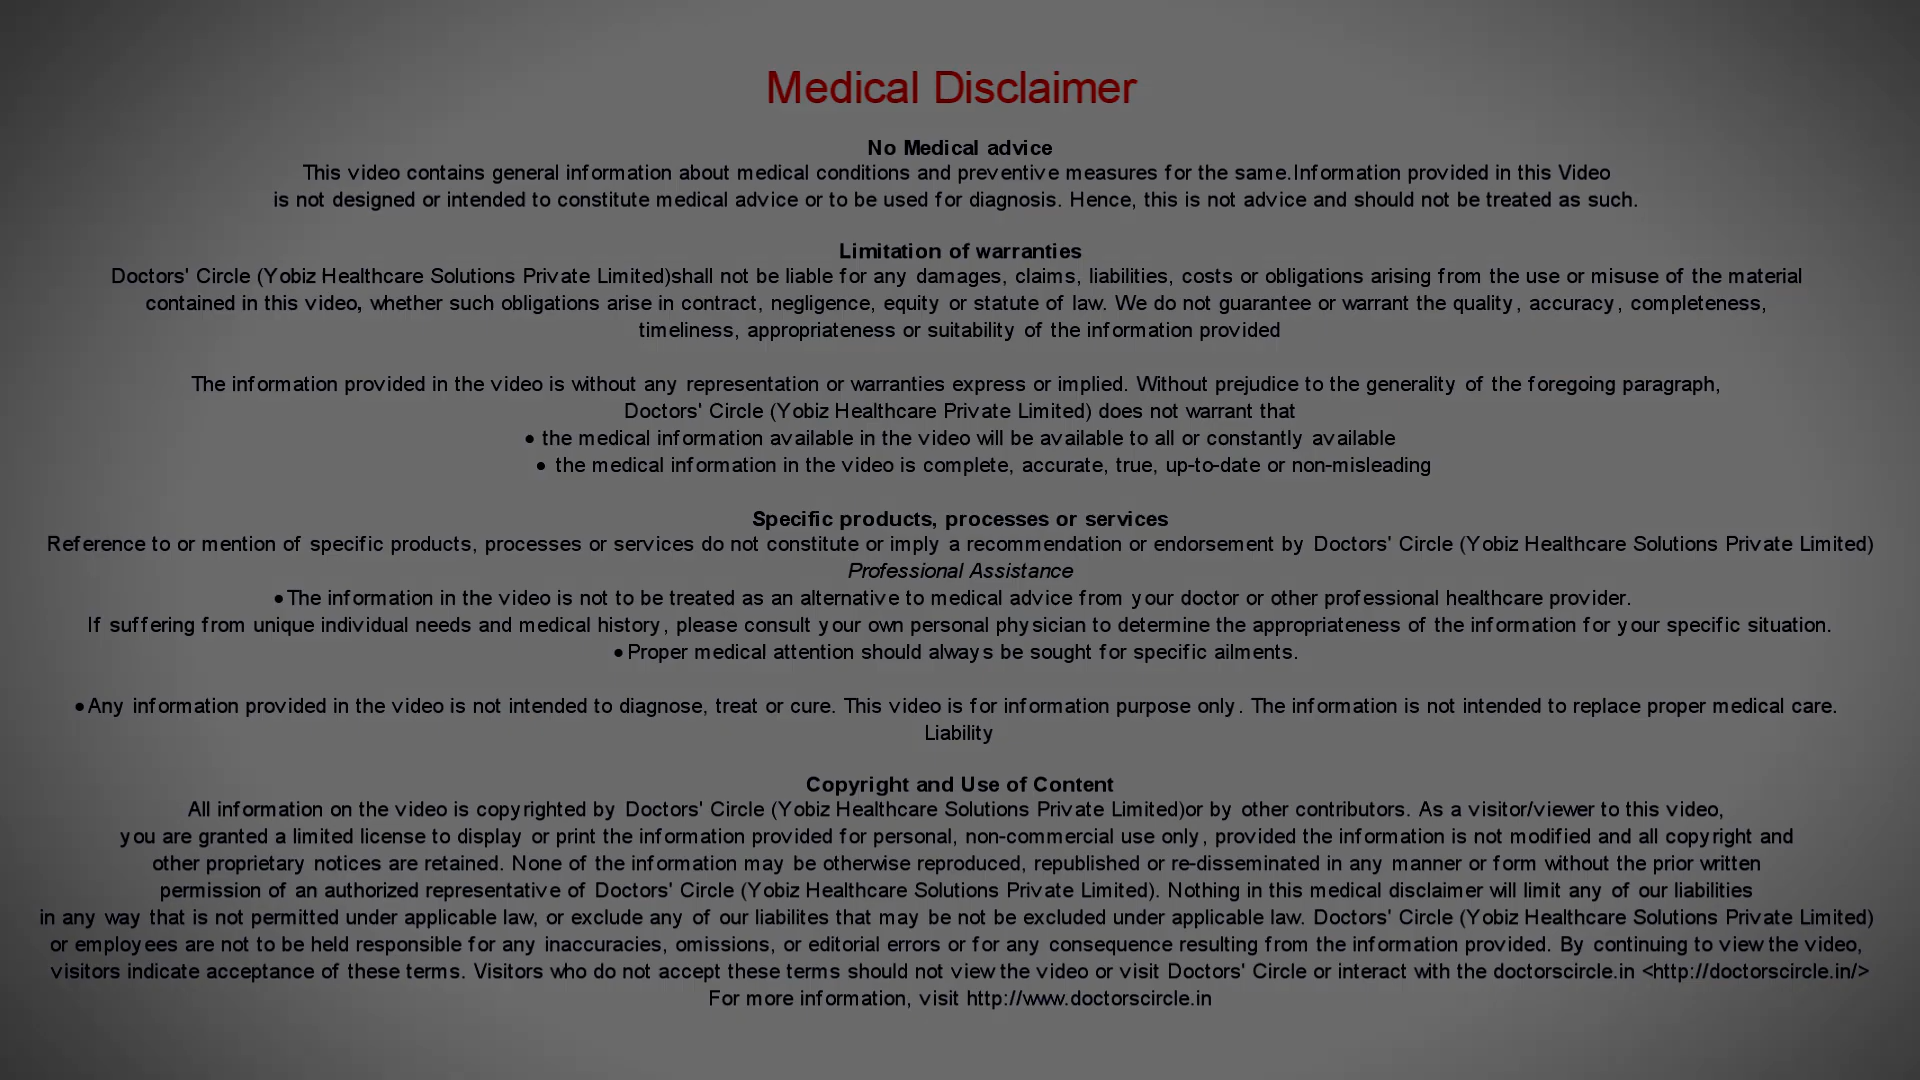 Medical Disclaimer
No Medical advice
This video contains general information about medical conditions and preventive measures for the same.Information provided in this Video
is not designed or intended to constitute medical advice or to be used for diagnosis. Hence, this is not advice and should not be treated as such.
Limitation of warranties
Doctors' Circle (Yobiz Healthcare Solutions Private Limited)shall not be liable for any damages, claims, liabilities, costs or obligations arising from the use or misuse of the material
contained in this video, whether such obligations arise in contract, negligence, equity or statute of law. We do not guarantee or warrant the quality, accuracy, completeness,
timeliness, appropriateness or suitability of the information provided
The information provided in the video is without any representation or warranties express or implied. Without prejudice to the generality of the foregoing paragraph,
Doctors' Circle (Yobiz Healthcare Private Limited) does not warrant that
• the medical information available in the video will be available to all or constantly available
• the medical information in the video is complete, accurate, true, up-to-date or non-misleading
Specific products, processes or services
Reference to or mention of specific products, processes or services do not constitute or imply a recommendation or endorsement by Doctors' Circle (Yobiz Healthcare Solutions Private Limited)
Professional Assistance
•The information in the video is not to be treated as an alternative to medical advice from your doctor or other professional healthcare provider.
If suffering from unique individual needs and medical history, please consult your own personal physician to determine the appropriateness of the information for your specific situation.
•Proper medical attention should always be sought for specific ailments.
•Any information provided in the video is not intended to diagnose, treat or cure. This video is for information purpose only. The information is not intended to replace proper medical care.
Liability
Copyright and Use of Content
All information on the video is copyrighted by Doctors' Circle (Yobiz Healthcare Solutions Private Limited)or by other contributors. As a visitor/viewer to this video,
you are granted a limited license to display or print the information provided for personal, non-commercial use only, provided the information is not modified and all copyright and
other proprietary notices are retained. None of the information may be otherwise reproduced, republished or re-disseminated in any manner or form without the prior written
permission of an authorized representative of Doctors' Circle (Yobiz Healthcare Solutions Private Limited). Nothing in this medical disclaimer will limit any of our liabilities
in any way that is not permitted under applicable law, or exclude any of our liabilites that may be not be excluded under applicable law. Doctors' Circle (Yobiz Healthcare Solutions Private Limited)
or employees are not to be held responsible for any inaccuracies, omissions, or editorial errors or for any consequence resulting from the information provided. By continuing to view the video,
visitors indicate acceptance of these terms. Visitors who do not accept these terms should not view the video or visit Doctors' Circle or interact with the doctorscircle.in <http://doctorscircle.in/>
For more information, visit http://www.doctorscircle.in